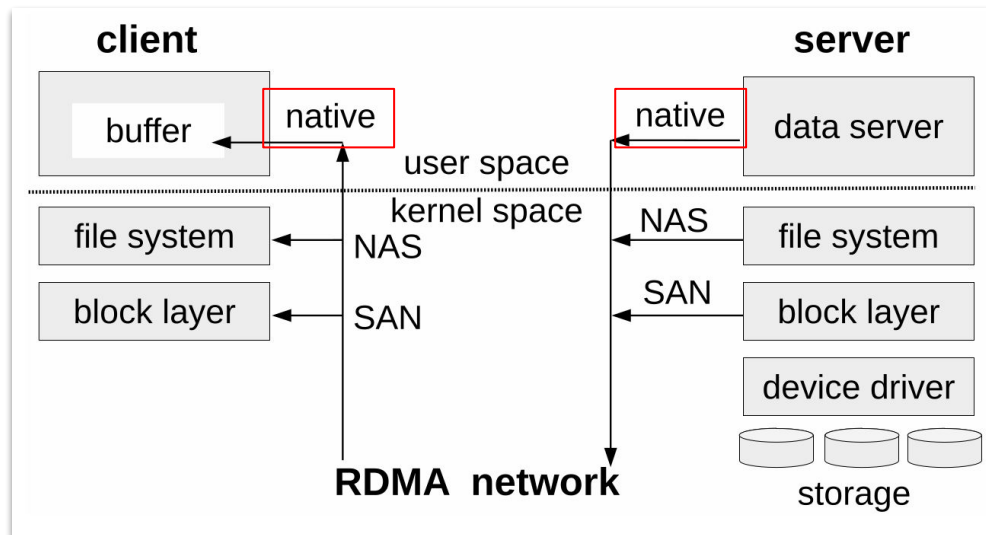 client
server
buffer
native
native
data server
user space
kernel space
file system
NAS
NAS
file system
block layer
SAN
SAN
block layer
device driver
RDMA network
storage